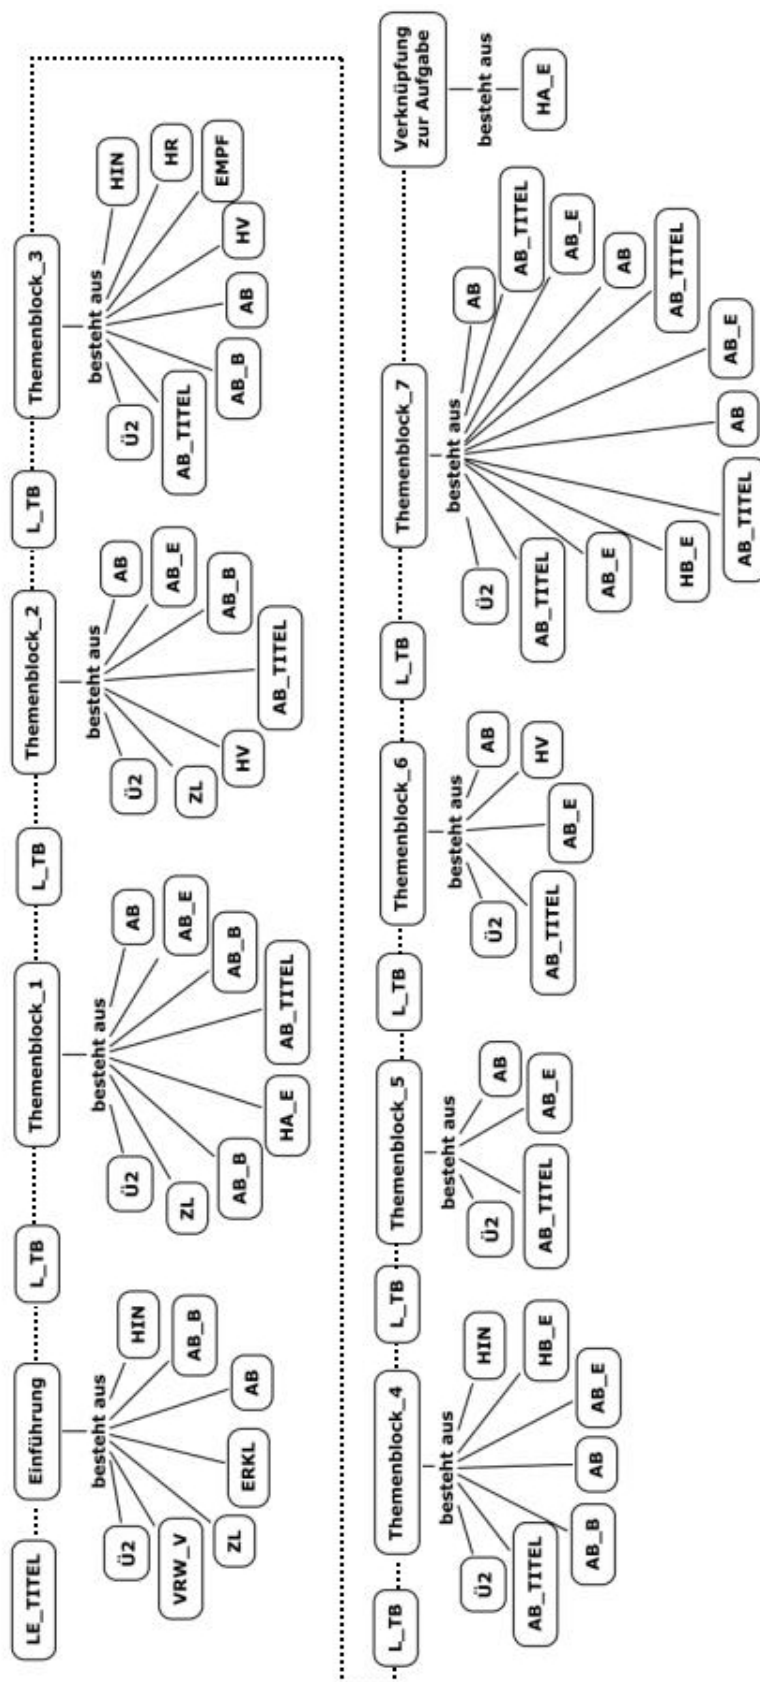 LE_TITEL
Einführung
besteht aus
Ü2
VRW_V
ZL
ERKL
AB
AB_B
HIN
L_TB
Themenblock_1
besteht aus
Ü2
ZL
AB_B
HA_E
AB_TITEL
AB_B
AB_E
AB
L_TB
Themenblock_2
besteht aus
Ü2
ZL
HV
AB_TITEL
AB_B
AB_E
AB
L_TB
Themenblock_3
besteht aus
Ü2
AB_TITEL
AB_B
AB
HV
EMPF
HR
HIN
L_TB
Themenblock_4
besteht aus
Ü2
AB_TITEL
AB_B
AB
AB_E
HB_E
HIN
L_TB
Themenblock_5
besteht aus
Ü2
AB_TITEL
AB_E
AB
L_TB
Themenblock_6
besteht aus
Ü2
AB_TITEL
AB_E
HV
AB
L_TB
Themenblock_7
besteht aus
Ü2
AB_TITEL
AB_E
HB_E
AB_TITEL
AB
AB_E
AB_TITEL
AB
AB_E
AB_TITEL
AB
Verknüpfung
zur Aufgabe
besteht aus
HA_E